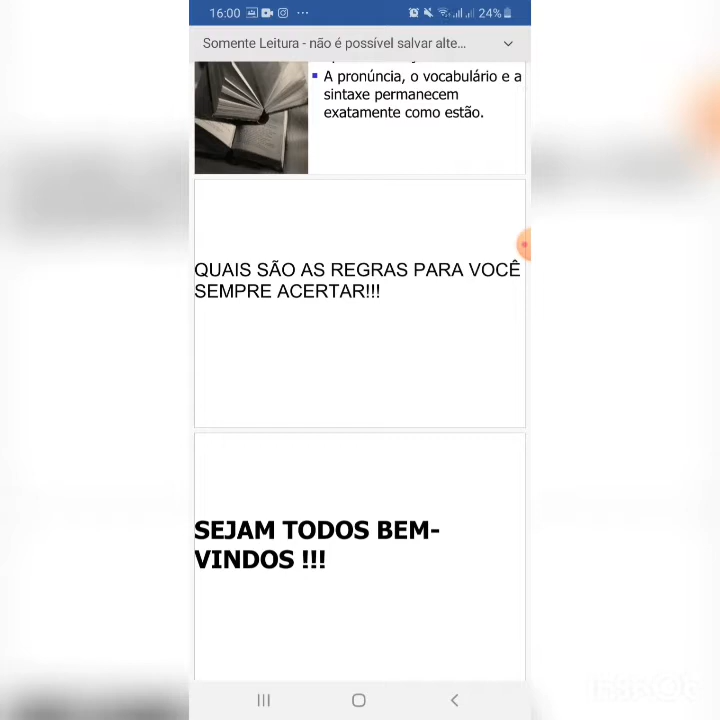 16:00
24%
Somente Leitura - não é possível salvar alte...
A pronúncia, o vocabulário e a
sintaxe permanecem
exatamente como estão.
QUAIS SÃO AS REGRAS PARA VOCÊ
SEMPRE ACERTAR!!!
SEJAM TODOS BEM-
VINDOS !!!